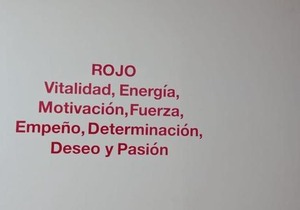 ROJO
Vitalidad, Energía,
Motivación,Fuerza,
Empeño, Determinación,
Deseo y Pasión